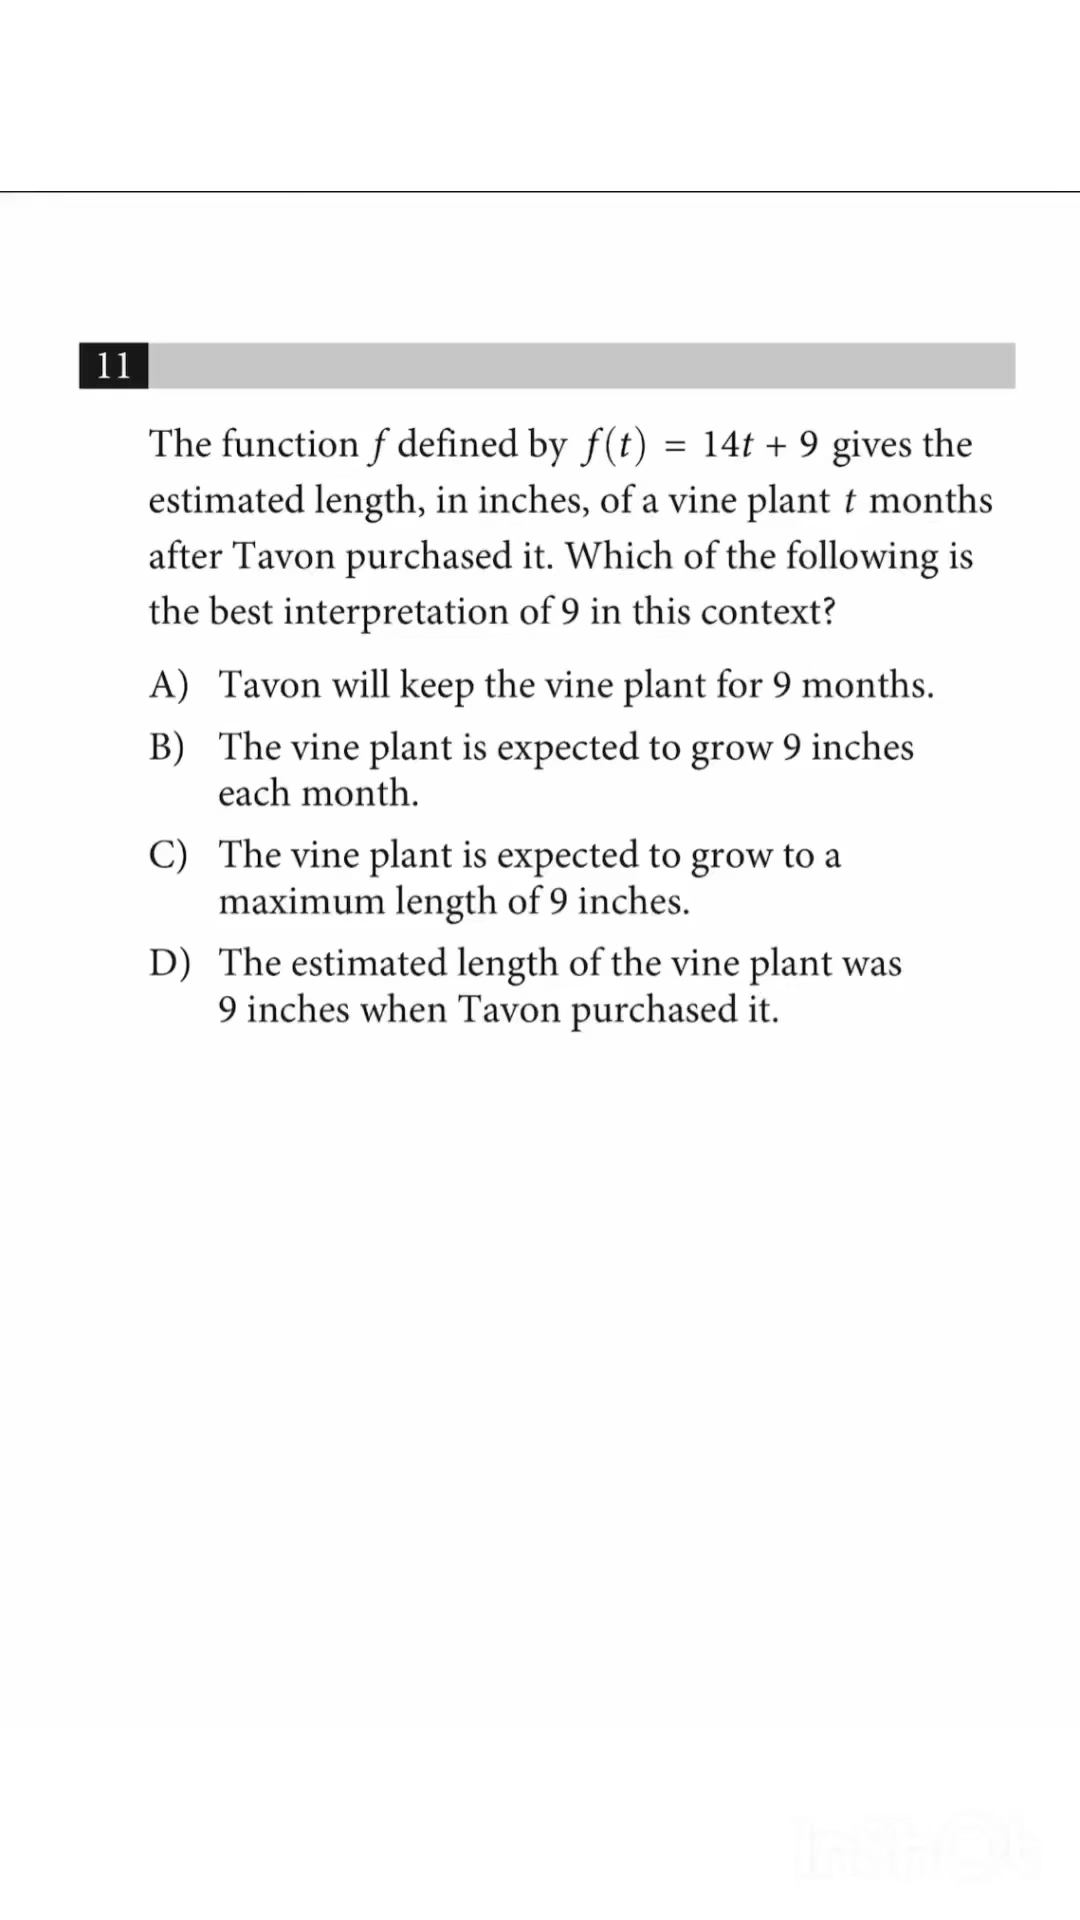 11
The function f defined by f(t) = 14t + 9 gives the
estimated length, in inches, of a vine plant t months
after Tavon purchased it. Which of the following is
the best interpretation of 9 in this context?
A) Tavon will keep the vine plant for 9 months.
B) The vine plant is expected to grow 9 inches
each month.
C) The vine plant is expected to grow to a
maximum length of 9 inches.
D) The estimated length of the vine plant was
9 inches when Tavon purchased it.